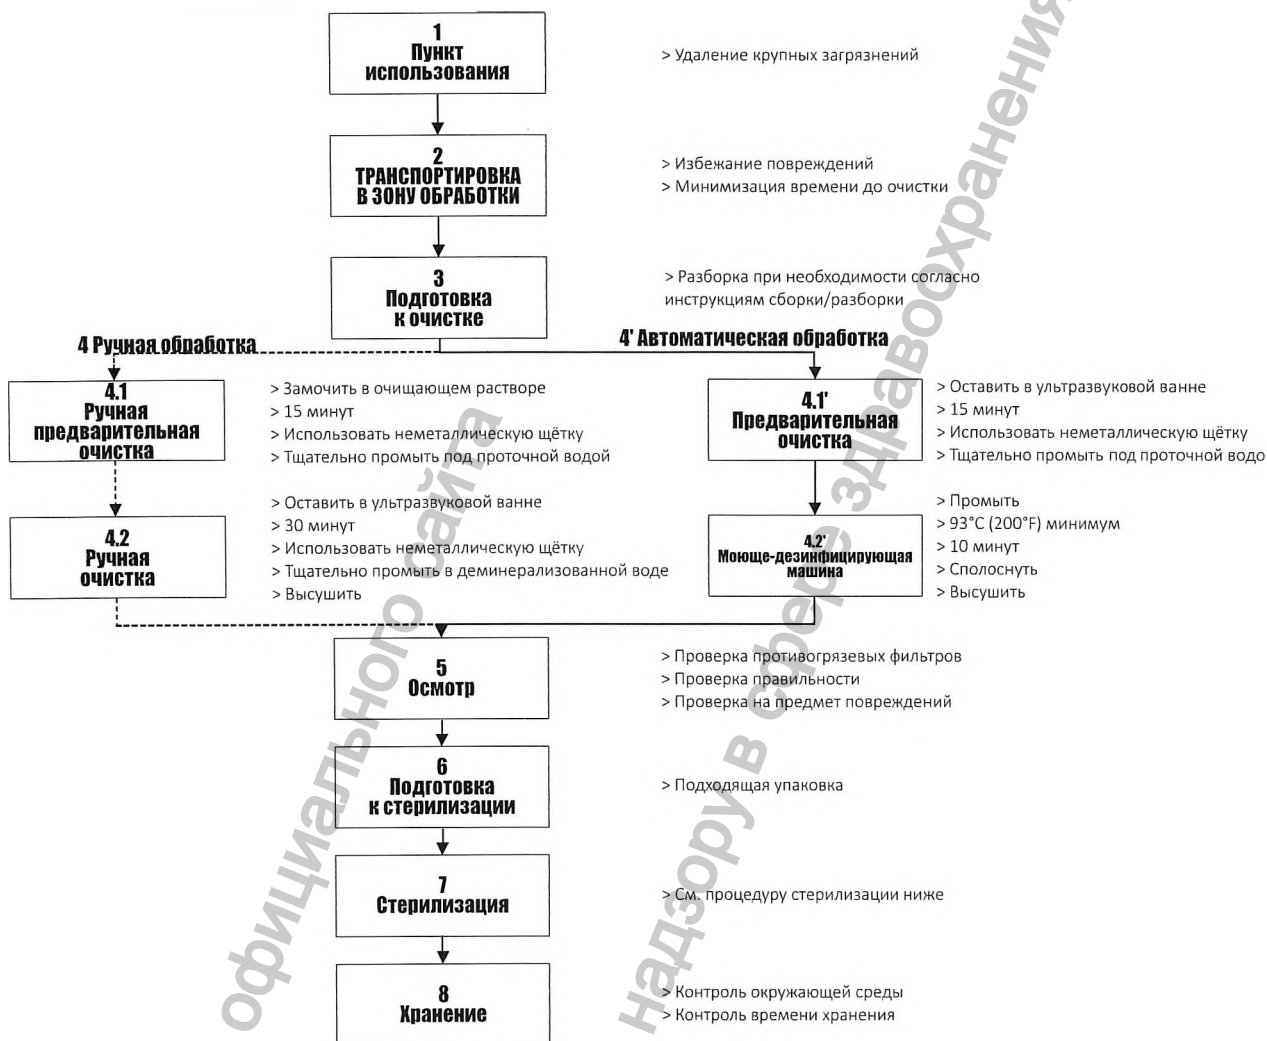 1
Пункт
использования
> Удаление крупных загрязнений
2
ТРАНСПОРТИРОВКА
В ЗОНУ ОБРАБОТКИ
> Избежание повреждений
> Минимизация времени до очистки
3
Подготовка
к очистке
> Разборка при необходимости согласно
инструкциям сборки/разборки
4 Ручная обработка
4' Автоматическая обработка
4.1
Ручная
предварительная
очистка
> Замочить в очищающем растворе
> 15 минут
> Использовать неметаллическую щётку
> Тщательно промыть под проточной водой
4.1'
Предварительная
очистка
> Оставить в ультразвуковой ванне
> 15 минут
> Использовать неметаллическую щётку
> Тщательно промыть под проточной водо
4.2
Ручная
очистка
> Оставить в ультразвуковой ванне
> 30 минут
> Использовать неметаллическую щётку
> Тщательно промыть в деминерализованной воде
> Высушить
4.2'
Моюще-дезинфицирующая
машина
> Промыть
> 93°C (200°F) минимум
> 10 минут
> Сполоснуть
> Высушить
5
Осмотр
> Проверка противогрязевых фильтров
> Проверка правильности
> Проверка на предмет повреждений
6
Подготовка
к стерилизации
> Подходящая упаковка
7
Стерилизация
> См. процедуру стерилизации ниже
8
Хранение
> Контроль окружающей среды
> Контроль времени хранения
официального сайта
надзору в сфере здравоохранения